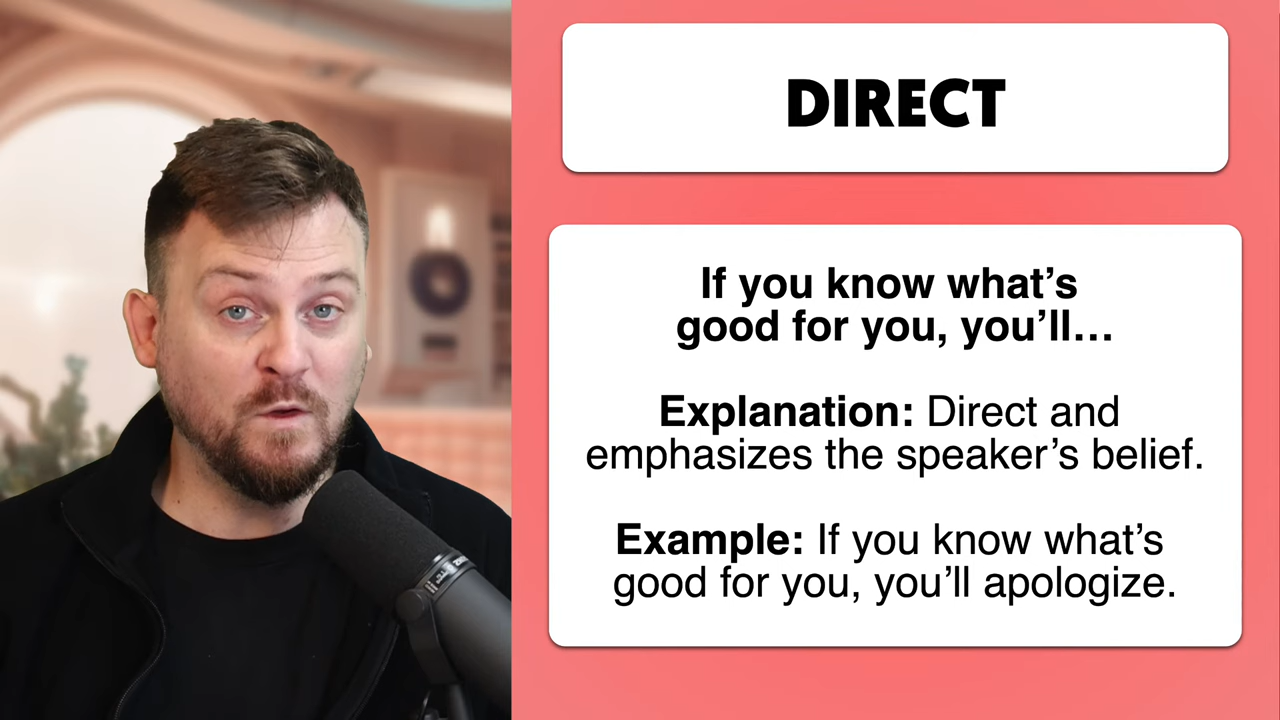 DIRECT
If you know what’s
good for you, you’ll…
Explanation: Direct and
emphasizes the speaker’s belief.
Example: If you know what’s
good for you, you’ll apologize.